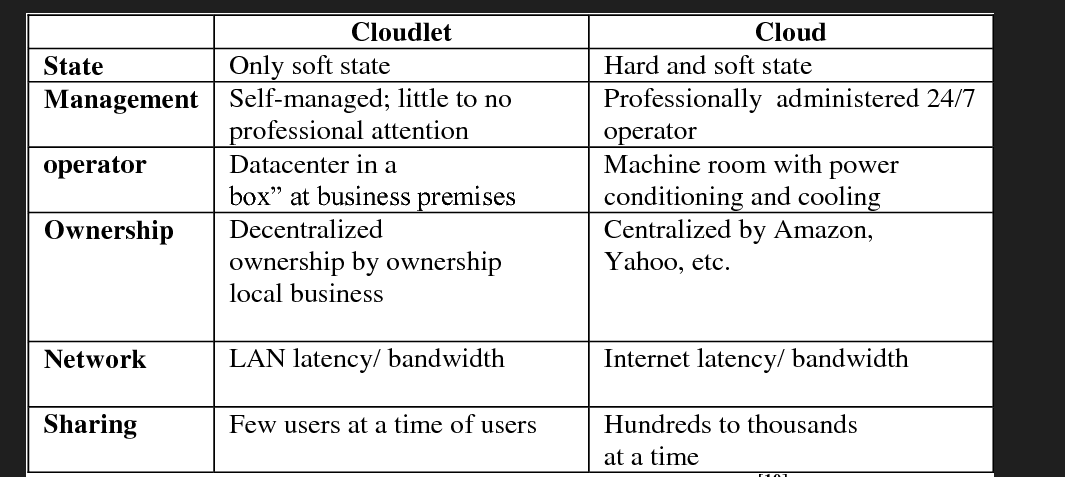 Cloudlet Cloud
State Only soft state Hard and soft state
Management Self-managed; little to no Professionally administered 24/7
professional attention operator
operator Datacenter in a Machine room with power
box” at business premises conditioning and cooling
Ownership Decentralized Centralized by Amazon,
ownership by ownership Yahoo, etc.
local business
Network LAN latency/ bandwidth Internet latency/ bandwidth
Sharing Few users at a time of users Hundreds to thousands
at a time